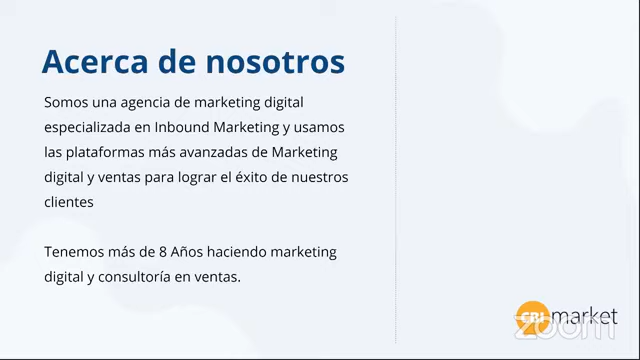 Acerca de nosotros
Somos una agencia de marketing digital
especializada en Inbound Marketing y usamos
las plataformas más avanzadas de Marketing
digital y ventas para lograr el éxito de nuestros
clientes
Tenemos más de 8 Años haciendo marketing
digital y consultoría en ventas.
CRI market
zoom